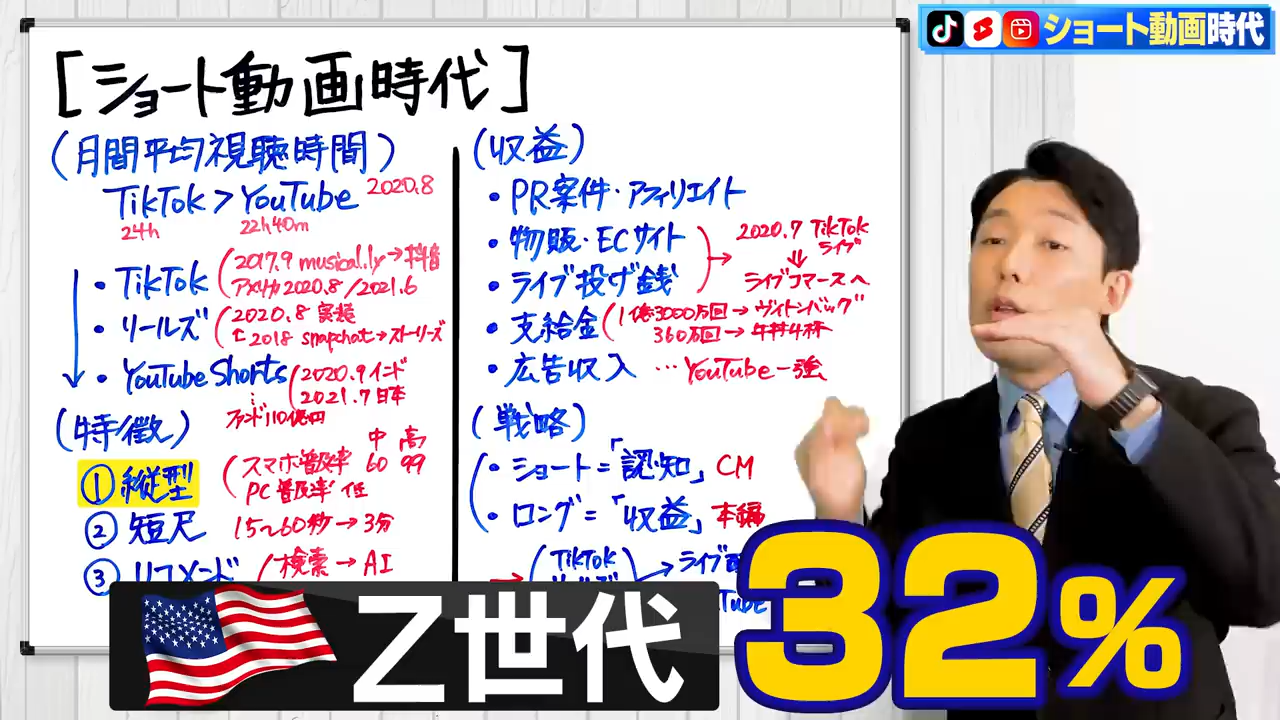 ショート動画時代
[ショート動画時代]
(月間平均視聴時間)
TikTok > YouTube 2020.8
24h 22h40m
・TikTok (2017.9 musical.ly→抖音
アメリカ2020.8/2021.6
・リールズ (2020.8 実装
2018 snapchat→ストーリーズ
・YouTube Shorts (2020.9インド
2021.7日本
ファンド110億円
(特徴)
①縦型 (スマホ普及率 中60 高99
PC普及率 低
②短尺 15〜60秒→3分
③リコメンド (検索→AI
(収益)
・PR案件・アフィリエイト
・物販・ECサイト
・ライブ投げ銭
2020.7 TikTok
ライブ
⇓
ライブコマースへ
・支給金 (1億3000万回→ヴィトンバッグ
360万回→牛丼4杯
・広告収入 …YouTube一強
(戦略)
・ショート=「認知」CM
・ロング=「収益」本編
→ (TikTok
→ライブ
Tube
Z世代 32%